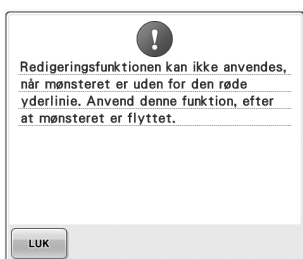 Redigeringsfunktionen kan ikke anvendes,
når mønsteret er uden for den røde
yderlinie. Anvend denne funktion, efter
at mønsteret er flyttet.
LUK